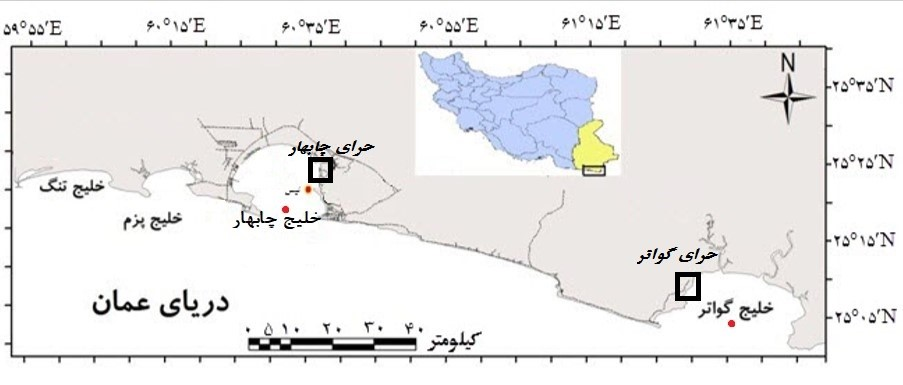 ۵۹°۵۵′E ۶۰°۱۵′E ۶۰°۳۵′E ۶۰°۵۵′E ۶۱°۱۵′E ۶۱°۳۵′E
N
۲۵°۳۵′N
حرای چابهار
۲۵°۲۵′N
خلیج تنگ
خلیج پزم
خلیج چابهار
۲۵°۱۵′N
حرای گواتر
دریای عمان
خلیج گواتر
۲۵°۰۵′N
۰ ۵ ۱۰ ۲۰ ۳۰ ۴۰
کیلومتر